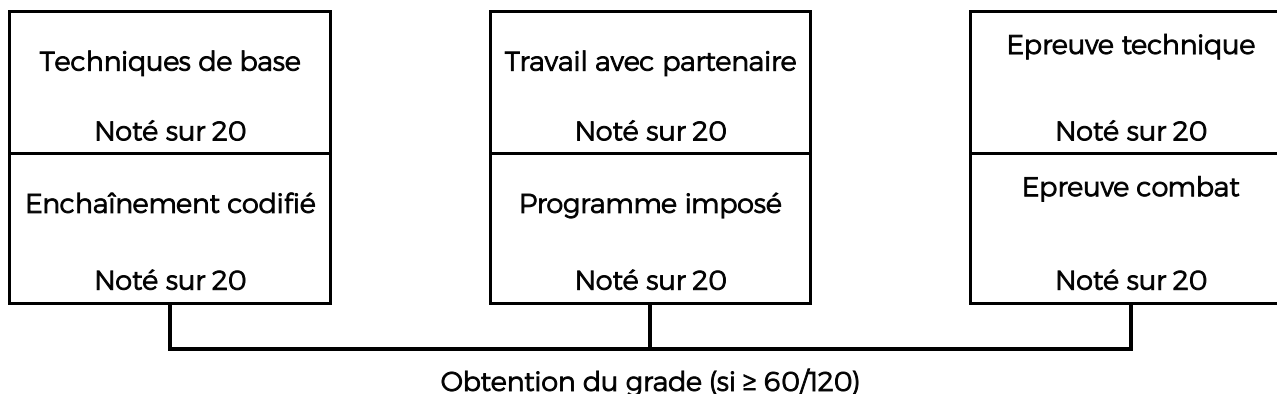 Techniques de base
Noté sur 20
Enchaînement codifié
Noté sur 20
Travail avec partenaire
Noté sur 20
Programme imposé
Noté sur 20
Epreuve technique
Noté sur 20
Epreuve combat
Noté sur 20
Obtention du grade (si ≥ 60/120)